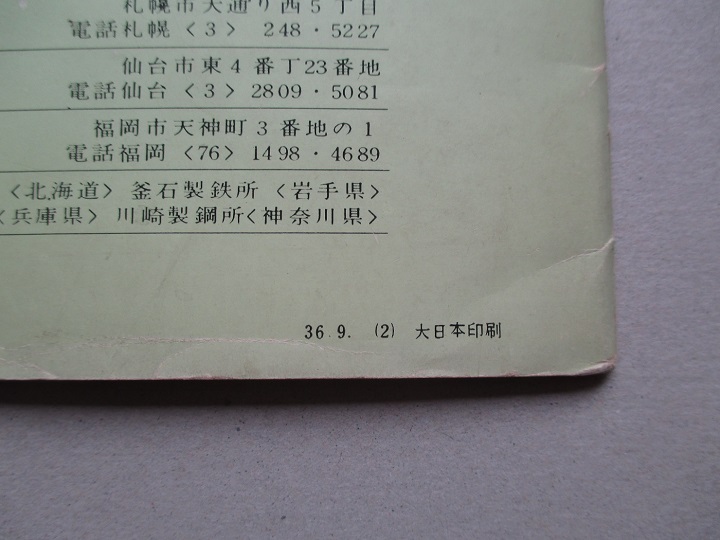 札幌市大通り西5丁目
電話札幌〈3〉248・5227
仙台市東4番丁23番地
電話仙台〈3〉2809・5081
福岡市天神町3番地の1
電話福岡〈76〉1498・4689
〈北海道〉釜石製鉄所〈岩手県〉
〈兵庫県〉川崎製鋼所〈神奈川県〉
36.9. (2) 大日本印刷